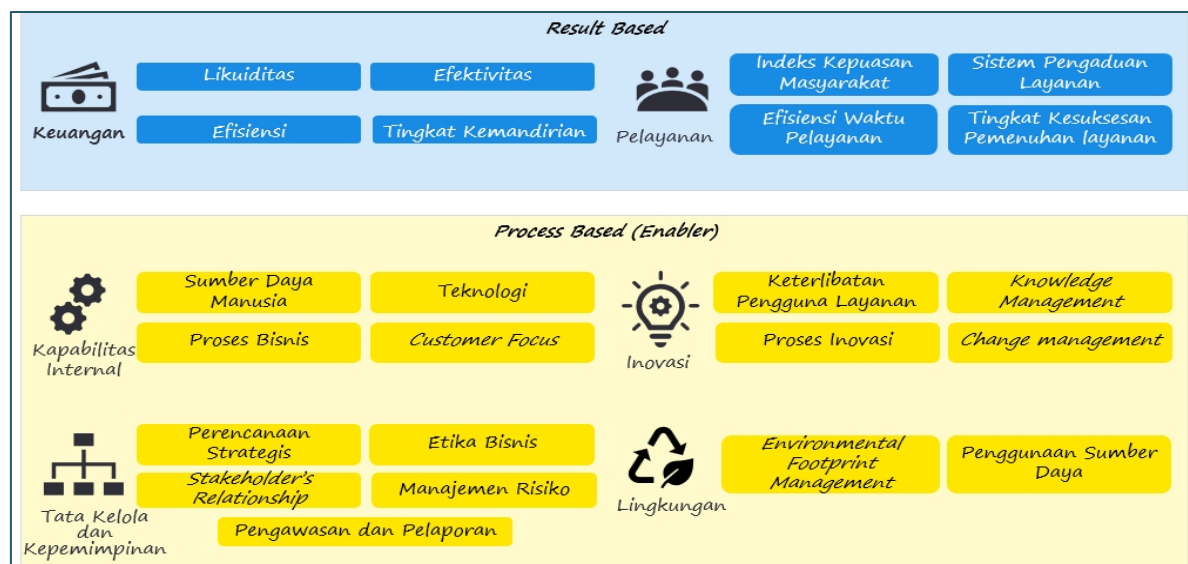 Result Based
Keuangan
Likuiditas
Efektivitas
Efisiensi
Tingkat Kemandirian
Pelayanan
Indeks Kepuasan
Masyarakat
Sistem Pengaduan
Layanan
Efisiensi Waktu
Pelayanan
Tingkat Kesuksesan
Pemenuhan layanan
Process Based (Enabler)
Kapabilitas
Internal
Sumber Daya
Manusia
Teknologi
Proses Bisnis
Customer Focus
Inovasi
Keterlibatan
Pengguna Layanan
Knowledge
Management
Proses Inovasi
Change management
Tata Kelola
dan
Kepemimpinan
Perencanaan
Strategis
Etika Bisnis
Stakeholder's
Relationship
Manajemen Risiko
Pengawasan dan Pelaporan
Lingkungan
Environmental
Footprint
Management
Penggunaan Sumber
Daya